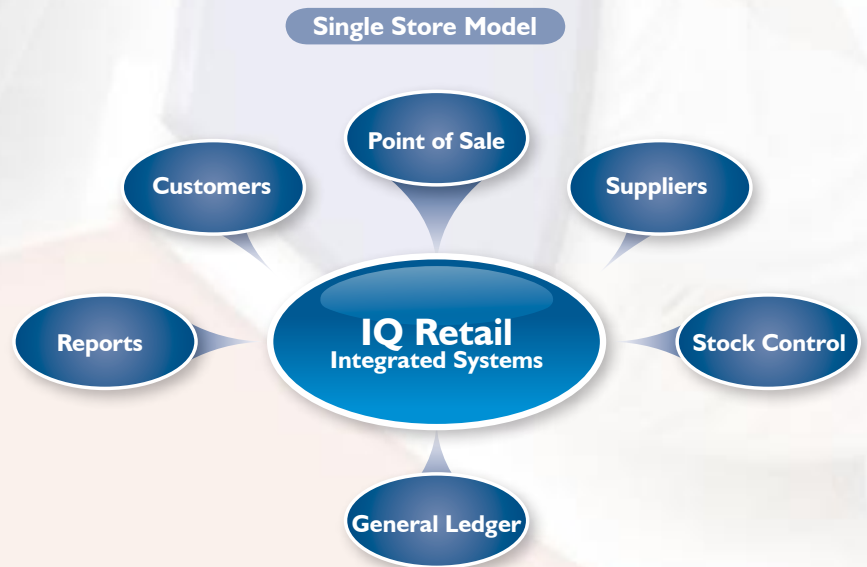 Single Store Model
Point of Sale
Customers
Suppliers
IQ Retail
Integrated Systems
Reports
Stock Control
General Ledger